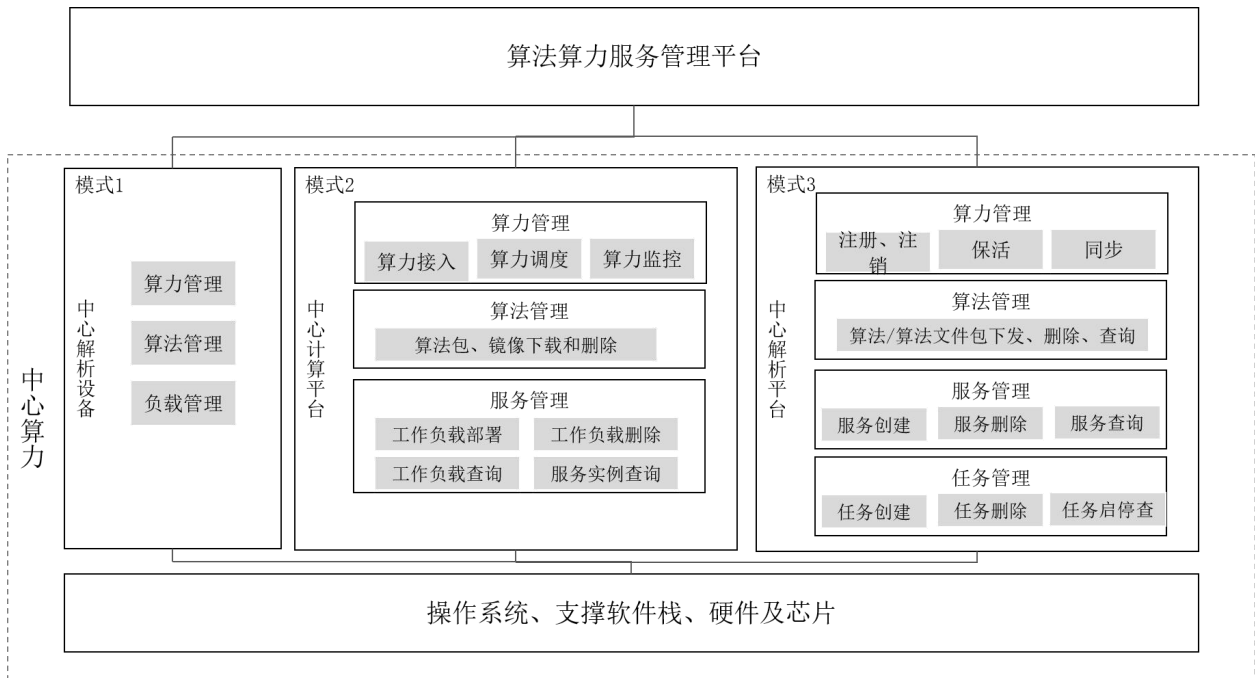 算法算力服务管理平台
中心算力
模式1
中心解析设备
算力管理
算法管理
负载管理
模式2
中心计算平台
算力管理
算力接入
算力调度
算力监控
算法管理
算法包、镜像下载和删除
服务管理
工作负载部署
工作负载删除
工作负载查询
服务实例查询
模式3
中心解析平台
算力管理
注册、注
销
保活
同步
算法管理
算法/算法文件包下发、删除、查询
服务管理
服务创建
服务删除
服务查询
任务管理
任务创建
任务删除
任务启停查
操作系统、支撑软件栈、硬件及芯片